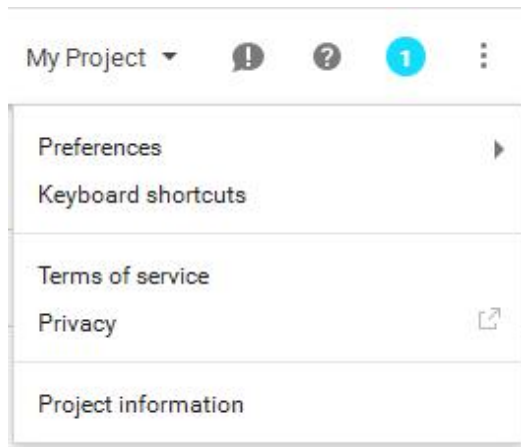 My Project
1
Preferences
Keyboard shortcuts
Terms of service
Privacy
Project information